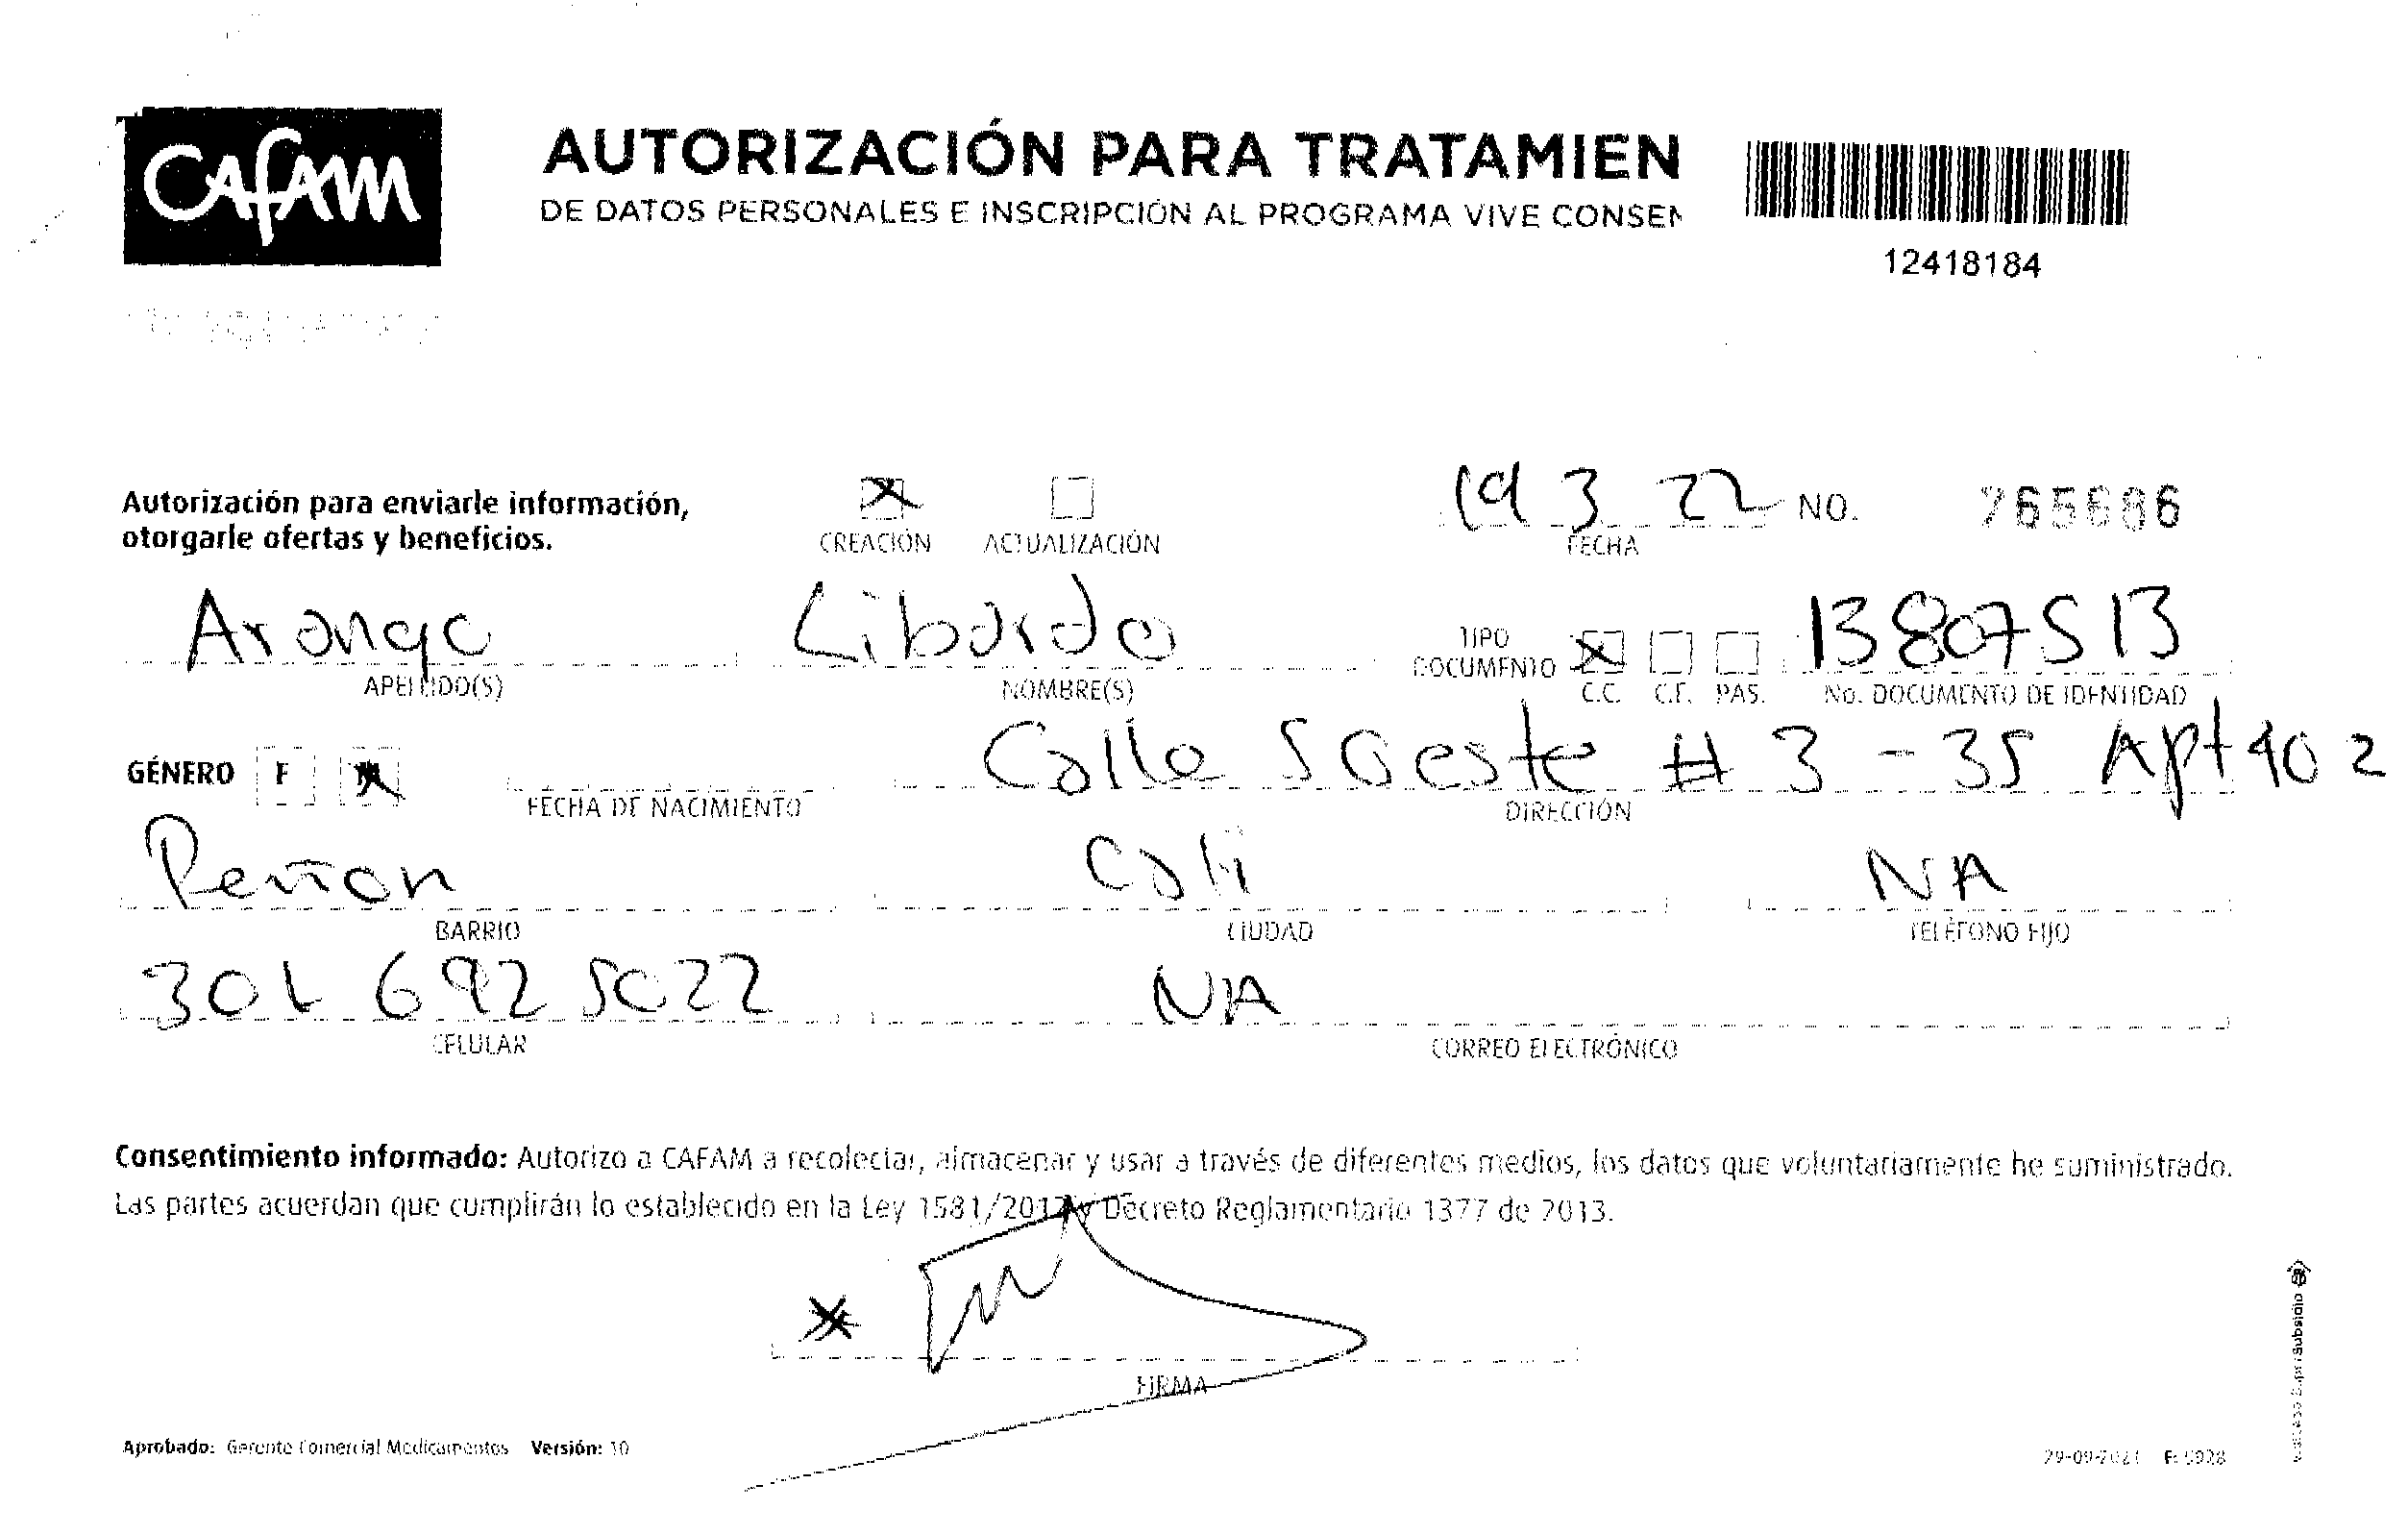 CAFAM
AUTORIZACIÓN PARA TRATAMIEN
DE DATOS PERSONALES E INSCRIPCIÓN AL PROGRAMA VIVE CONSEN
12418184
Autorización para enviarle información,
otorgarle ofertas y beneficios.
CREACIÓN ACTUALIZACIÓN
19 3 22 NO.
FECHA
Arango Libardo TIPO DOCUMENTO 13807513
APELLIDO(S) NOMBRE(S) C.C. C.E. PAS. No. DOCUMENTO DE IDENTIDAD
GÉNERO F M Calle 5 Oeste # 3 - 35 Apt 402
FECHA DE NACIMIENTO DIRECCIÓN
Peñon Cali NA
BARRIO CIUDAD TELÉFONO FIJO
301 692 5022 NA
CELULAR CORREO ELECTRÓNICO
Consentimiento informado: Autorizo a CAFAM a recolectar, almacenar y usar a través de diferentes medios, los datos que voluntariamente he suministrado.
Las partes acuerdan que cumplirán lo establecido en la Ley 1581/2012 y Decreto Reglamentario 1377 de 2013.
FIRMA
Aprobado: Gerente Comercial Medicamentos Versión: 10
29-09-2021